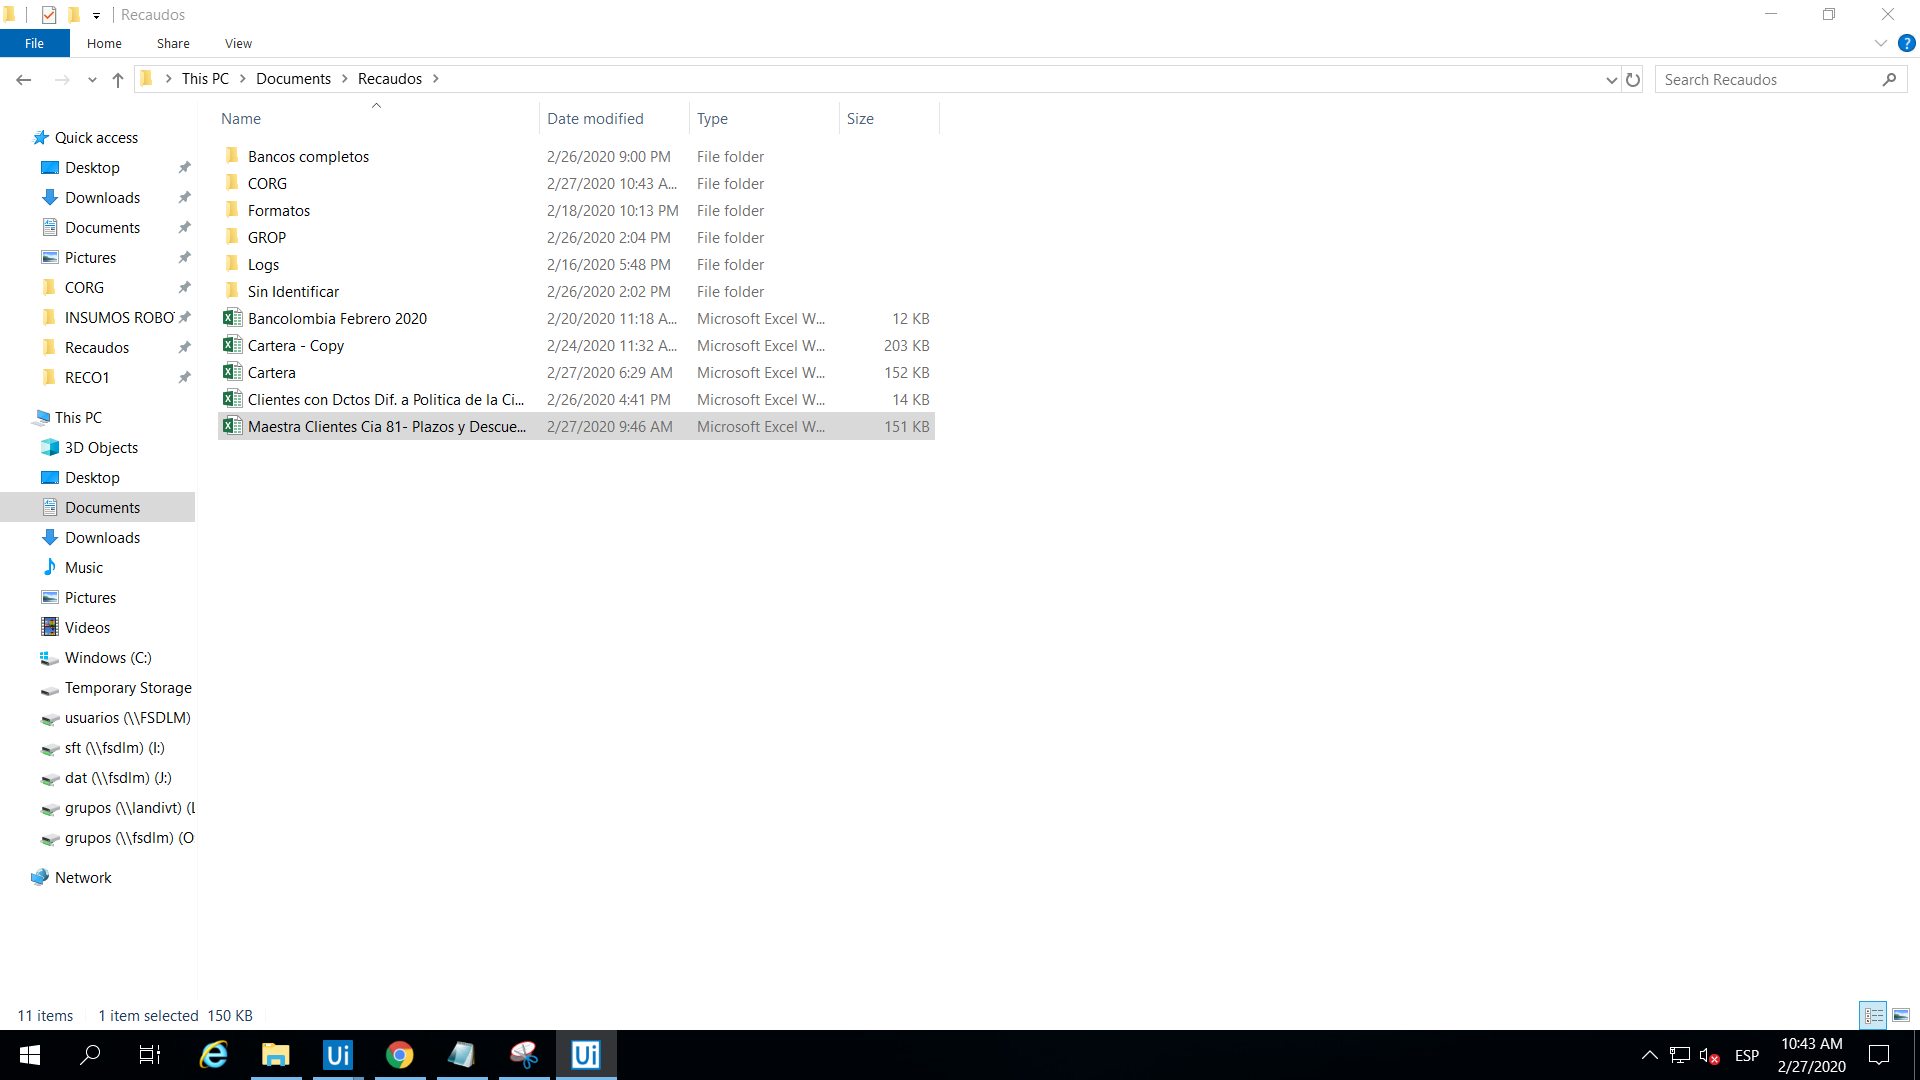 Recaudos
File Home Share View
This PC Documents Recaudos
Search Recaudos
Name Date modified Type Size
Quick access
Desktop
Downloads
Documents
Pictures
CORG
INSUMOS ROBO
Recaudos
RECO1
This PC
3D Objects
Desktop
Documents
Downloads
Music
Pictures
Videos
Windows (C:)
Temporary Storage
usuarios (\\FSDLM)
sft (\\fsdlm) (I:)
dat (\\fsdlm) (J:)
grupos (\\landivt) (L
grupos (\\fsdlm) (O
Network
Bancos completos 2/26/2020 9:00 PM File folder
CORG 2/27/2020 10:43 A... File folder
Formatos 2/18/2020 10:13 PM File folder
GROP 2/26/2020 2:04 PM File folder
Logs 2/16/2020 5:48 PM File folder
Sin Identificar 2/26/2020 2:02 PM File folder
Bancolombia Febrero 2020 2/20/2020 11:18 A... Microsoft Excel W... 12 KB
Cartera - Copy 2/24/2020 11:32 A... Microsoft Excel W... 203 KB
Cartera 2/27/2020 6:29 AM Microsoft Excel W... 152 KB
Clientes con Dctos Dif. a Politica de la Ci... 2/26/2020 4:41 PM Microsoft Excel W... 14 KB
Maestra Clientes Cia 81- Plazos y Descue... 2/27/2020 9:46 AM Microsoft Excel W... 151 KB
11 items 1 item selected 150 KB
Ui Ui
ESP
10:43 AM
2/27/2020